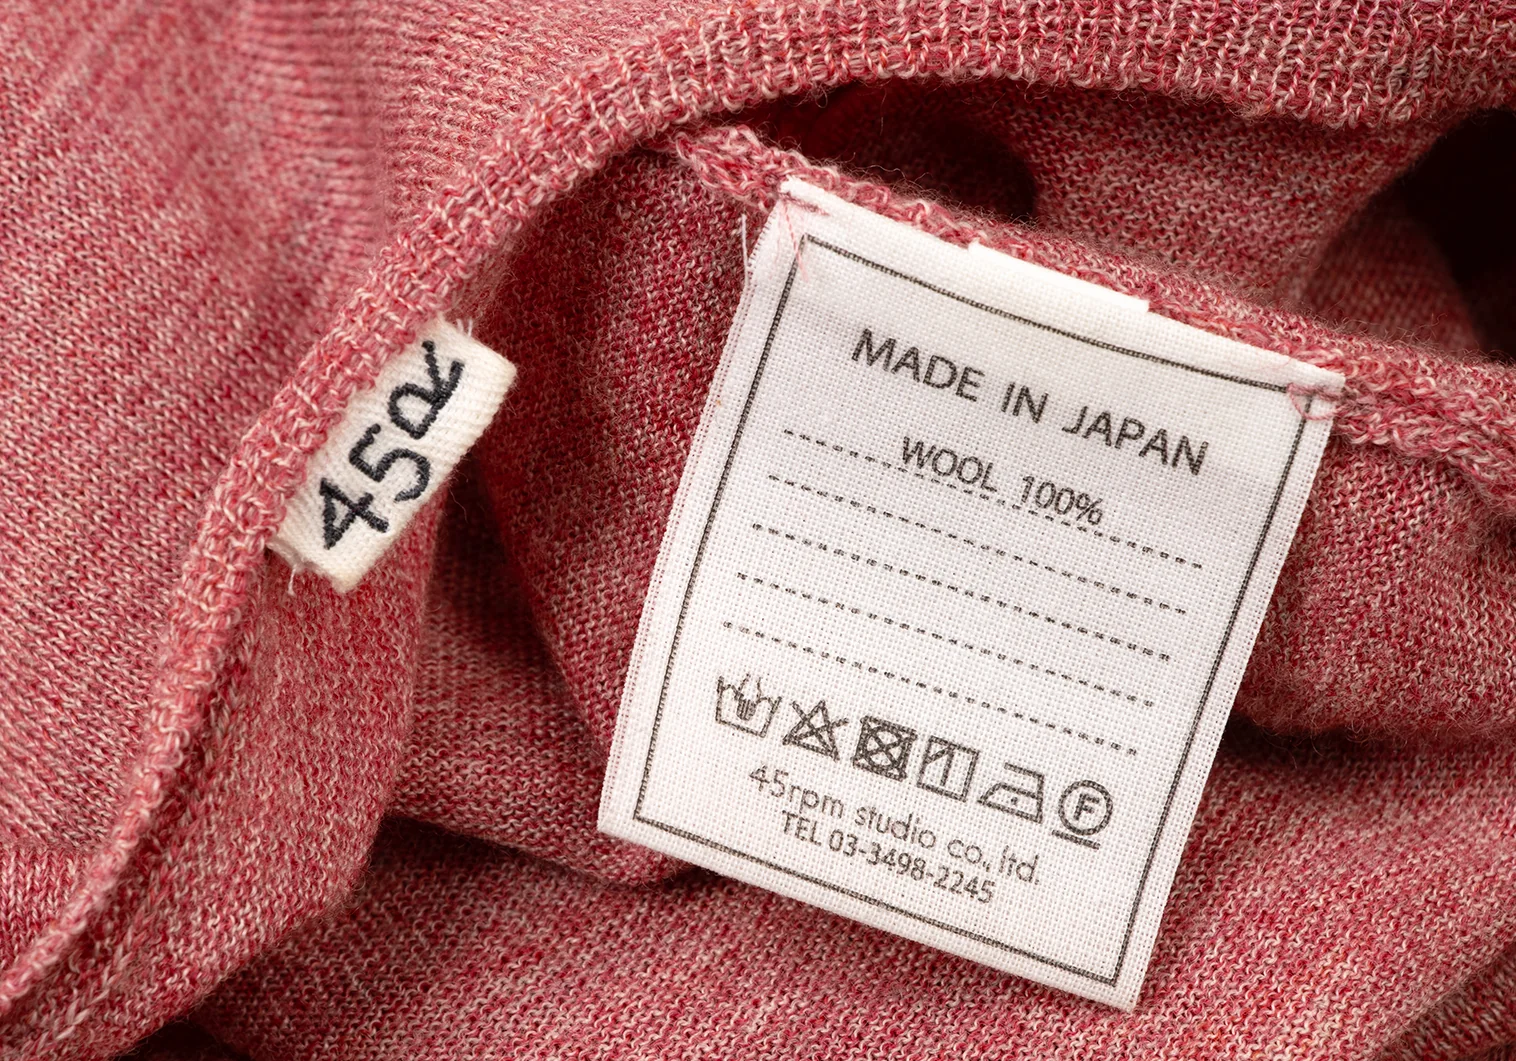 45R
MADE IN JAPAN
WOOL 100%
F
45rpm studio co., ltd.
TEL 03-3498-2245